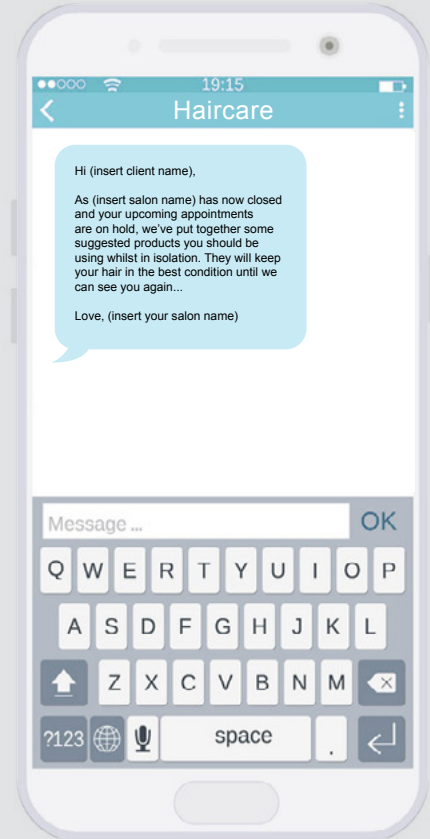 19:15
Haircare
Hi (insert client name),
As (insert salon name) has now closed
and your upcoming appointments
are on hold, we've put together some
suggested products you should be
using whilst in isolation. They will keep
your hair in the best condition until we
can see you again...
Love, (insert your salon name)
Message ... OK
Q W E R T Y U I O P
A S D F G H J K L
Z X C V B N M
?123 space .